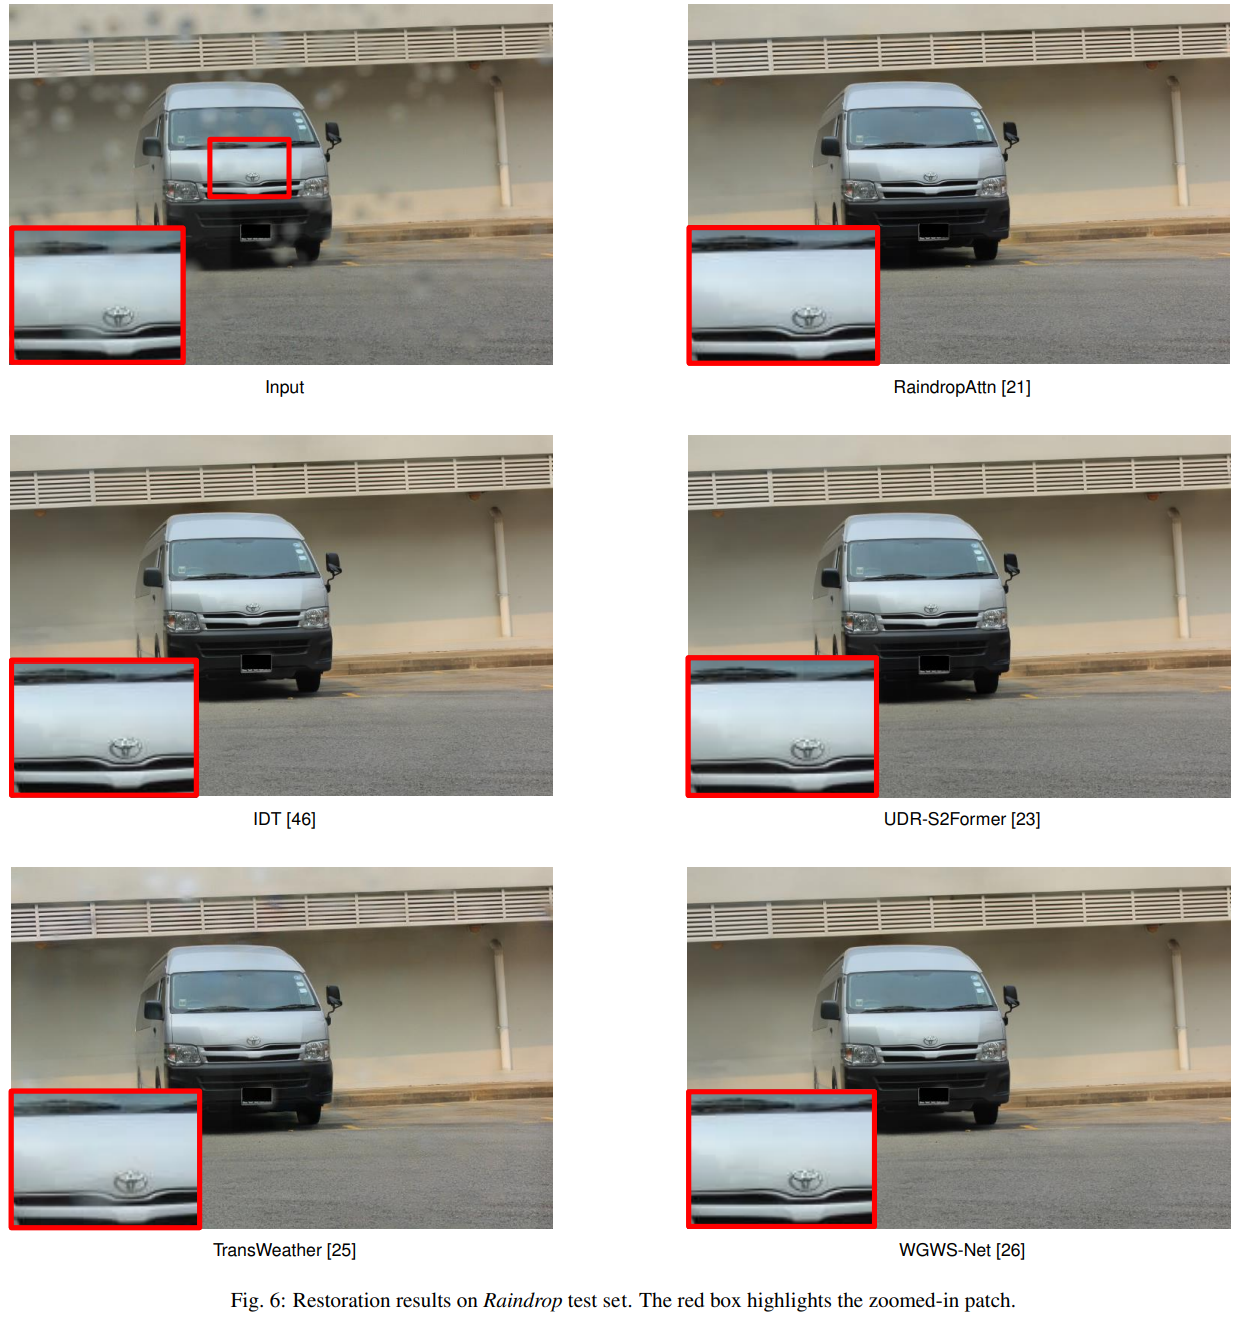 Input
RaindropAttn [21]
IDT [46]
UDR-S2Former [23]
TransWeather [25]
WGWS-Net [26]
Fig. 6: Restoration results on Raindrop test set. The red box highlights the zoomed-in patch.